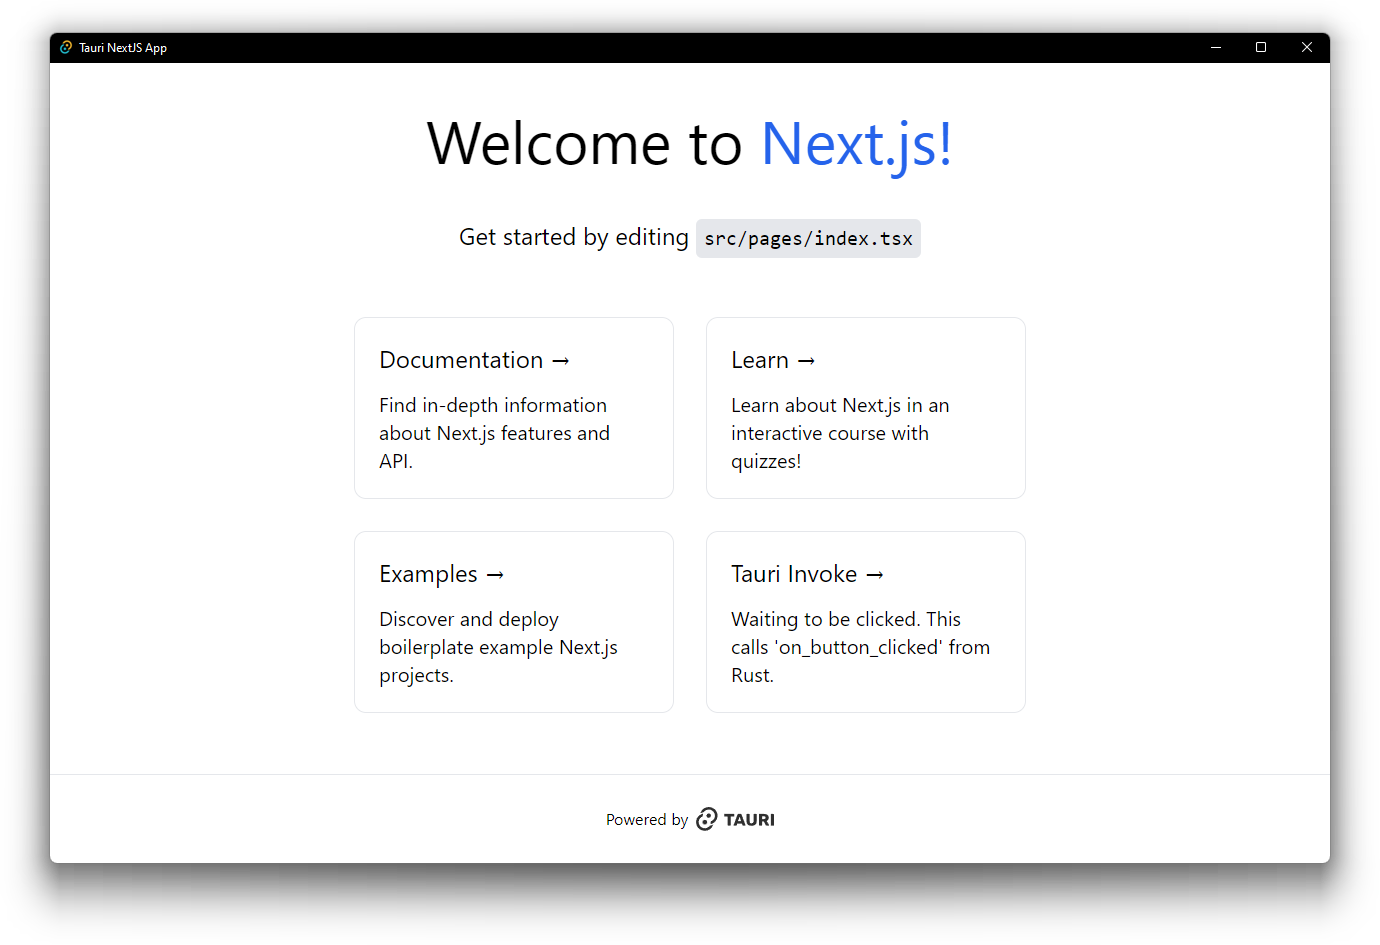 Tauri NextJS App
Welcome to Next.js!
Get started by editing src/pages/index.tsx
Documentation →
Find in-depth information
about Next.js features and
API.
Learn →
Learn about Next.js in an
interactive course with
quizzes!
Examples →
Discover and deploy
boilerplate example Next.js
projects.
Tauri Invoke →
Waiting to be clicked. This
calls 'on_button_clicked' from
Rust.
Powered by TAURI